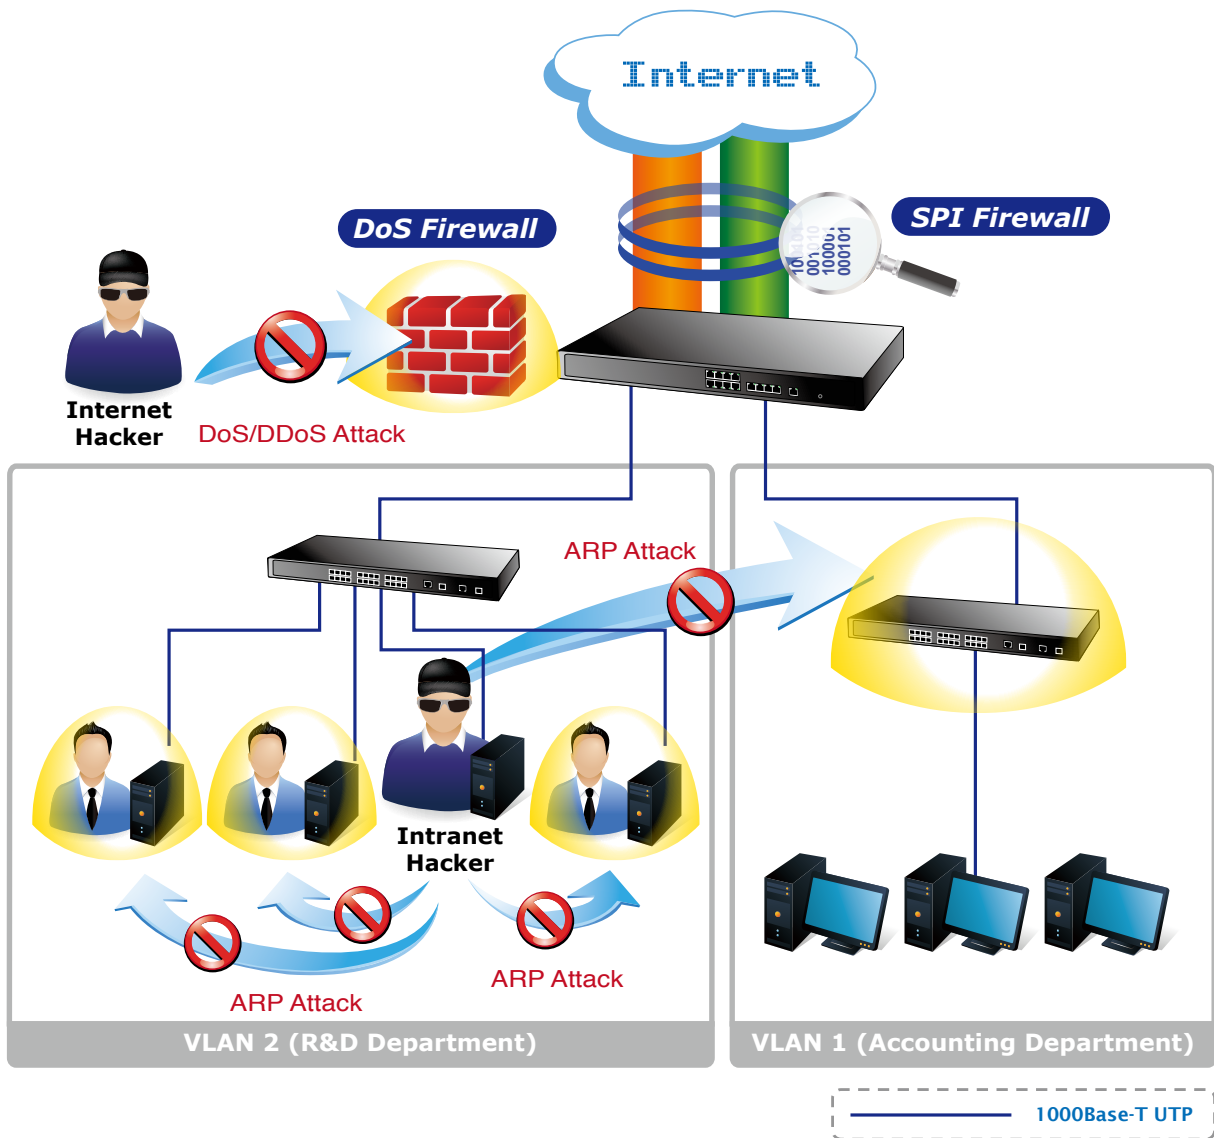 Internet
DoS Firewall
SPI Firewall
Internet
Hacker
DoS/DDoS Attack
ARP Attack
Intranet
Hacker
ARP Attack
ARP Attack
VLAN 2 (R&D Department)
VLAN 1 (Accounting Department)
1000Base-T UTP